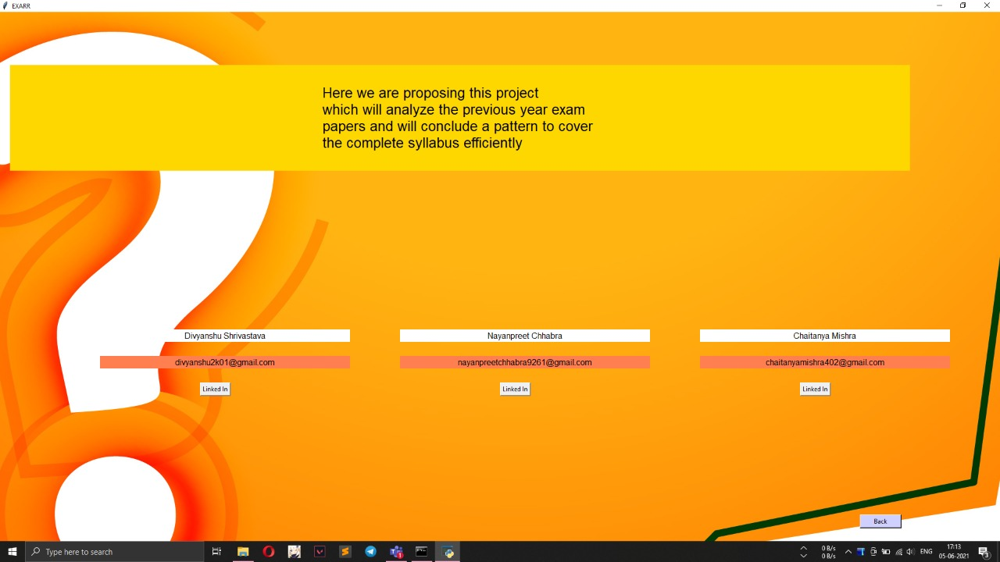 EXARR
Here we are proposing this project
which will analyze the previous year exam
papers and will conclude a pattern to cover
the complete syllabus efficiently
Divyanshu Shrivastava
Nayanpreet Chhabra
Chaitanya Mishra
divyanshu2k01@gmail.com
nayanpreetchhabra9261@gmail.com
chaitanyamishra402@gmail.com
Linked In
Linked In
Linked In
Back
Type here to search
0 B/s
0 B/s
ENG
17:13
05-06-2021